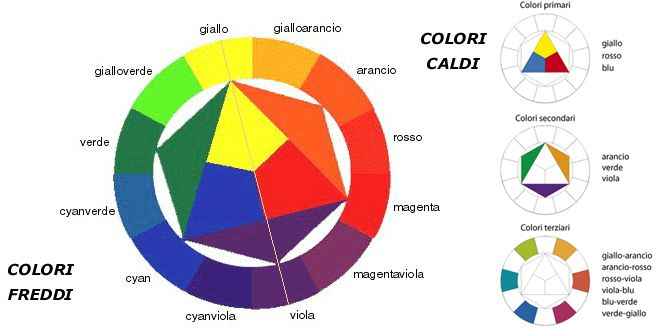 giallo
gialloarancio
gialloverde
arancio
verde
rosso
cyanverde
magenta
cyan
magentaviola
cyanviola
viola
COLORI
FREDDI
COLORI
CALDI
Colori primari
giallo
rosso
blu
Colori secondari
arancio
verde
viola
Colori terziari
giallo-arancio
arancio-rosso
rosso-viola
viola-blu
blu-verde
verde-giallo